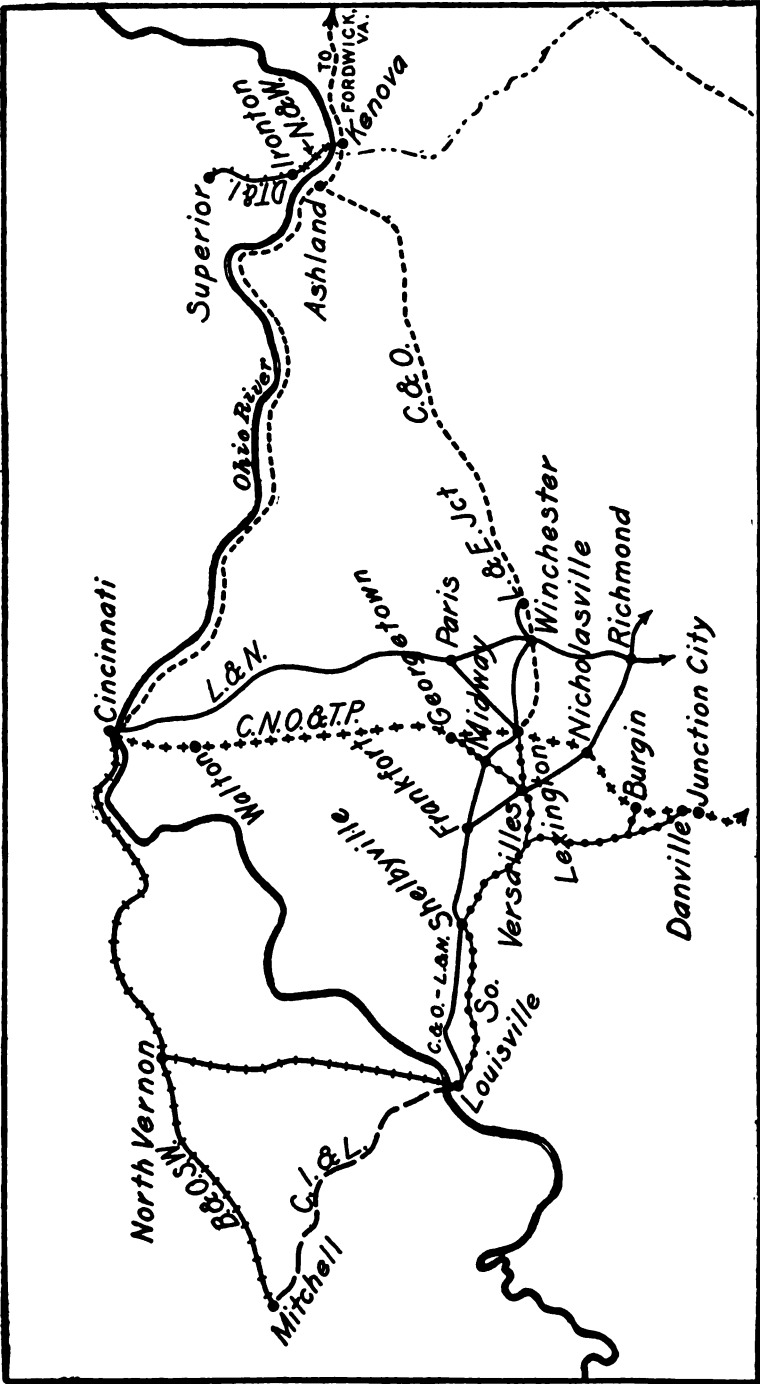 North Vernon
B.&O.S.W.
Mitchell
C.I.&L.
Louisville
So.
C.&O.-L.&N.
Shelbyville
Frankfort
Versailles
Midway
Georgetown
Lexington
Danville
Junction City
Burgin
Nicholasville
Richmond
Winchester
Paris
L.&E. Jct
Walton
C.N.O.&T.P.
L.&N.
Cincinnati
Ohio River
C.&O.
Superior
Ashland
D.T.&I.
Ironton
N.&W.
Kenova
TO
FORDWICK,
VA.